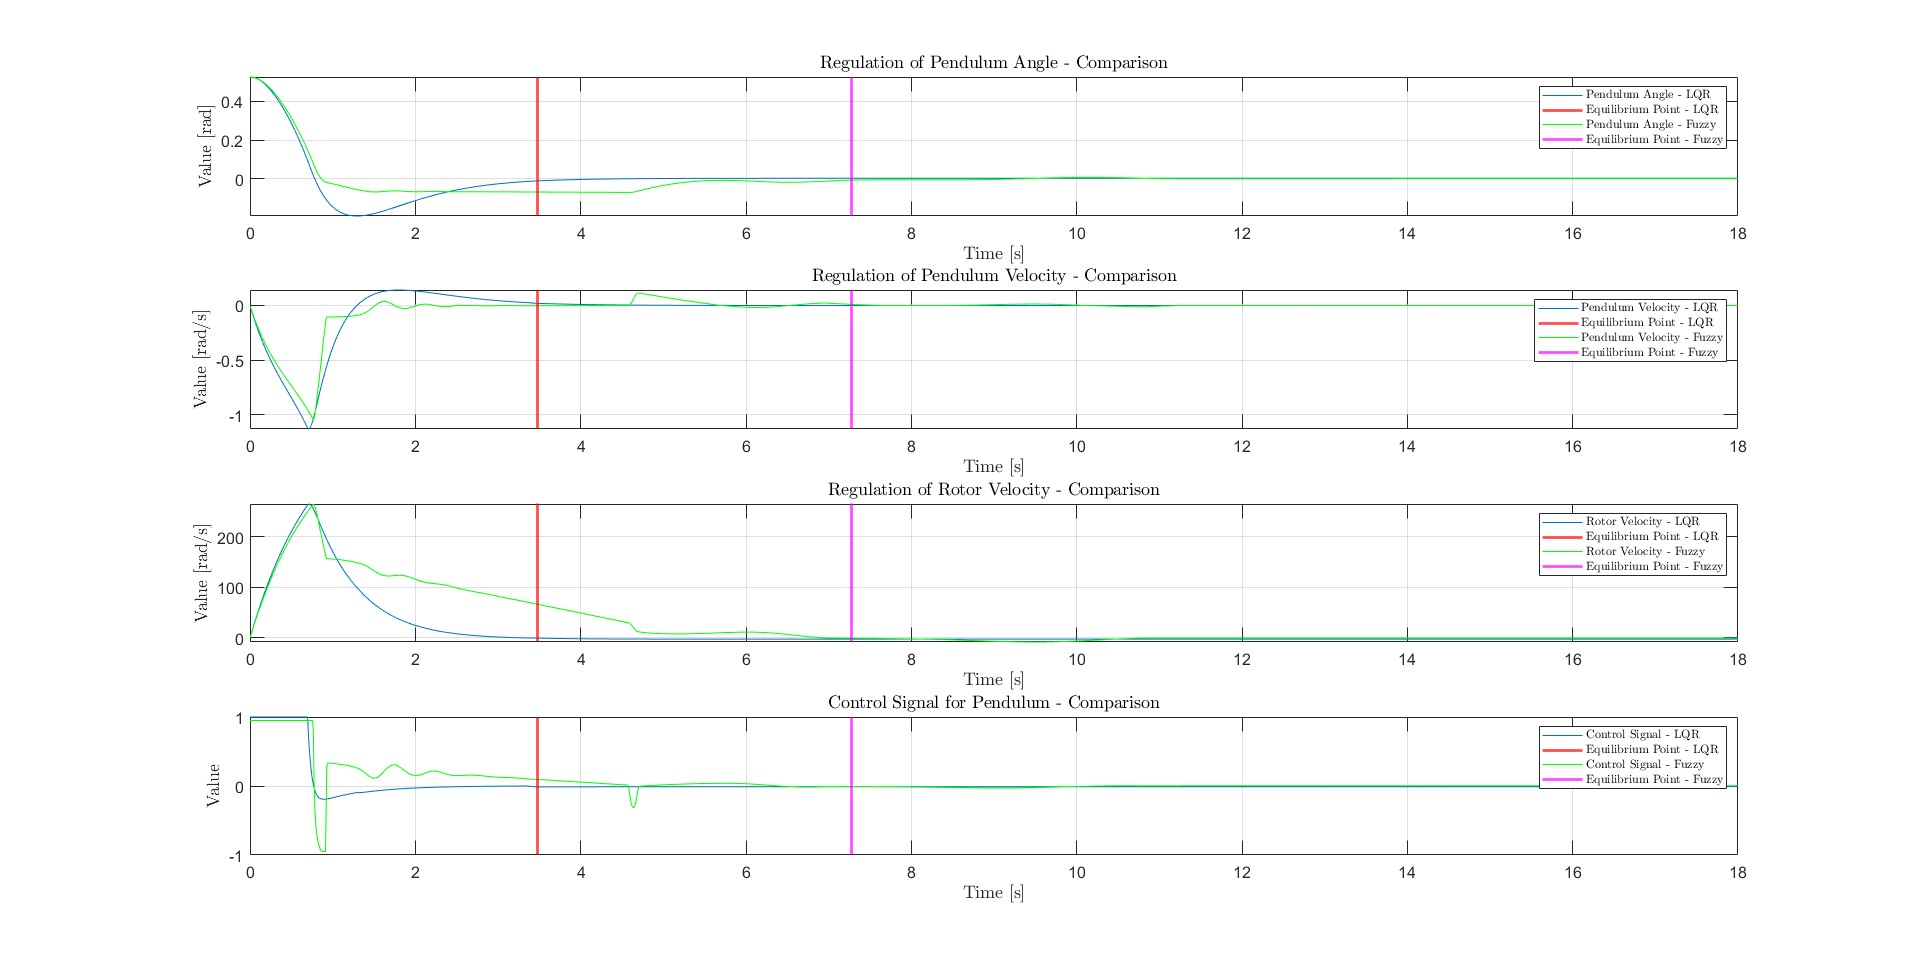 Regulation of Pendulum Angle - Comparison
Value [rad]
0.4
0.2
0
Pendulum Angle - LQR
Equilibrium Point - LQR
Pendulum Angle - Fuzzy
Equilibrium Point - Fuzzy
0 2 4 6 8 10 12 14 16 18
Time [s]
Regulation of Pendulum Velocity - Comparison
Value [rad/s]
0
-0.5
-1
Pendulum Velocity - LQR
Equilibrium Point - LQR
Pendulum Velocity - Fuzzy
Equilibrium Point - Fuzzy
0 2 4 6 8 10 12 14 16 18
Time [s]
Regulation of Rotor Velocity - Comparison
Value [rad/s]
200
100
0
Rotor Velocity - LQR
Equilibrium Point - LQR
Rotor Velocity - Fuzzy
Equilibrium Point - Fuzzy
0 2 4 6 8 10 12 14 16 18
Time [s]
Control Signal for Pendulum - Comparison
Value
1
0
-1
Control Signal - LQR
Equilibrium Point - LQR
Control Signal - Fuzzy
Equilibrium Point - Fuzzy
0 2 4 6 8 10 12 14 16 18
Time [s]